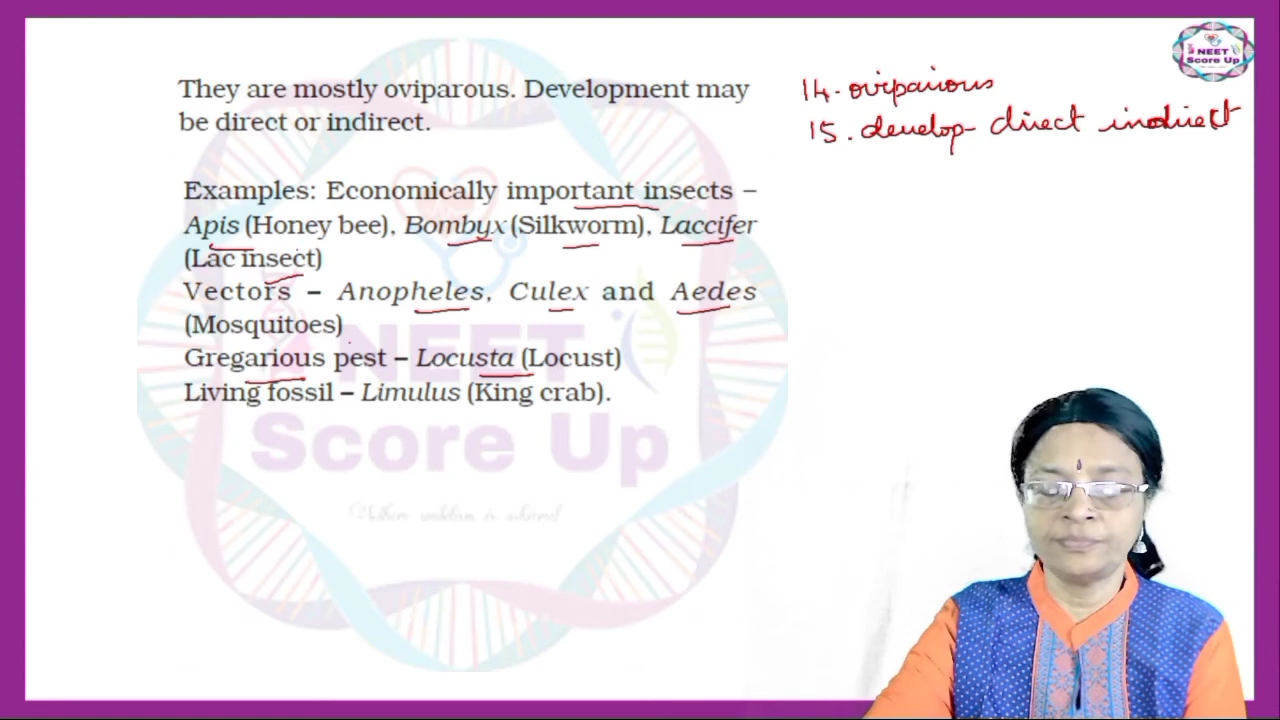 They are mostly oviparous. Development may
be direct or indirect.
14. oviparious
15. develop- direct indirect
Examples: Economically important insects –
Apis (Honey bee), Bombyx (Silkworm), Laccifer
(Lac insect)
Vectors – Anopheles, Culex and Aedes
(Mosquitoes)
Gregarious pest – Locusta (Locust)
Living fossil – Limulus (King crab).
NEET
Score Up
NEET
Score Up